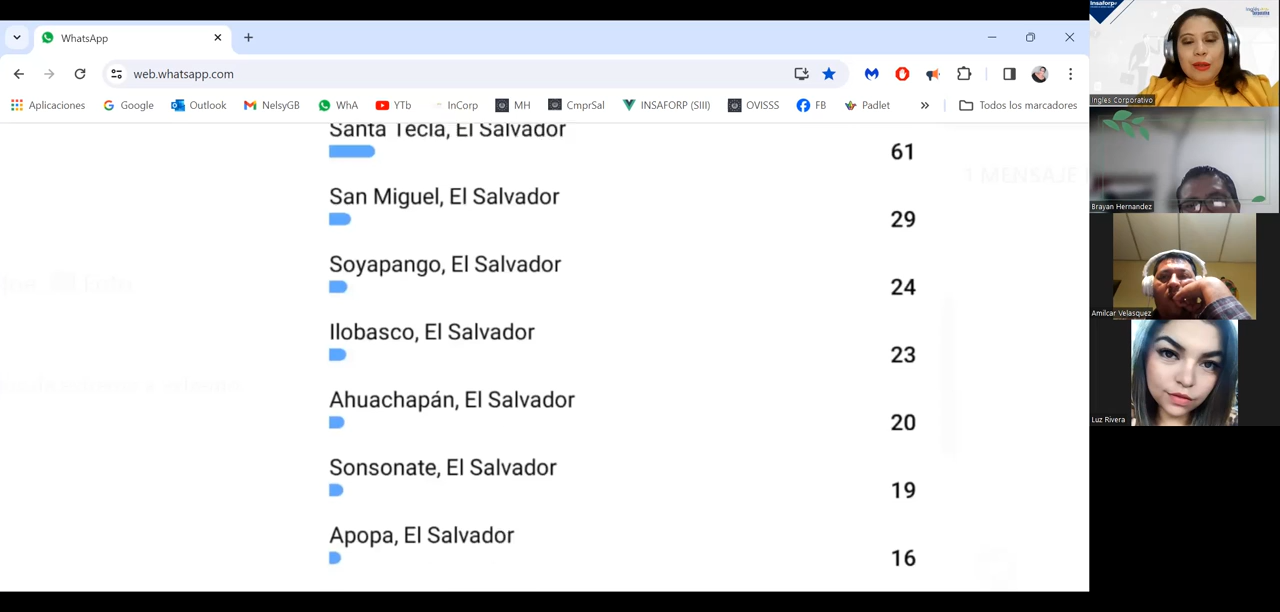 WhatsApp
web.whatsapp.com
Aplicaciones
Google
Outlook
NelsyGB
WhA
YTb
InCorp
MH
CmprSal
INSAFORP (SIII)
OVISSS
FB
Padlet
»
Todos los marcadores
Santa Tecla, El Salvador
61
San Miguel, El Salvador
29
Soyapango, El Salvador
24
Ilobasco, El Salvador
23
Ahuachapán, El Salvador
20
Sonsonate, El Salvador
19
Apopa, El Salvador
16
1 MENSAJE
Insaforp
Ingles Corporativo
Brayan Hernandez
Amilcar Velasquez
Luz Rivera